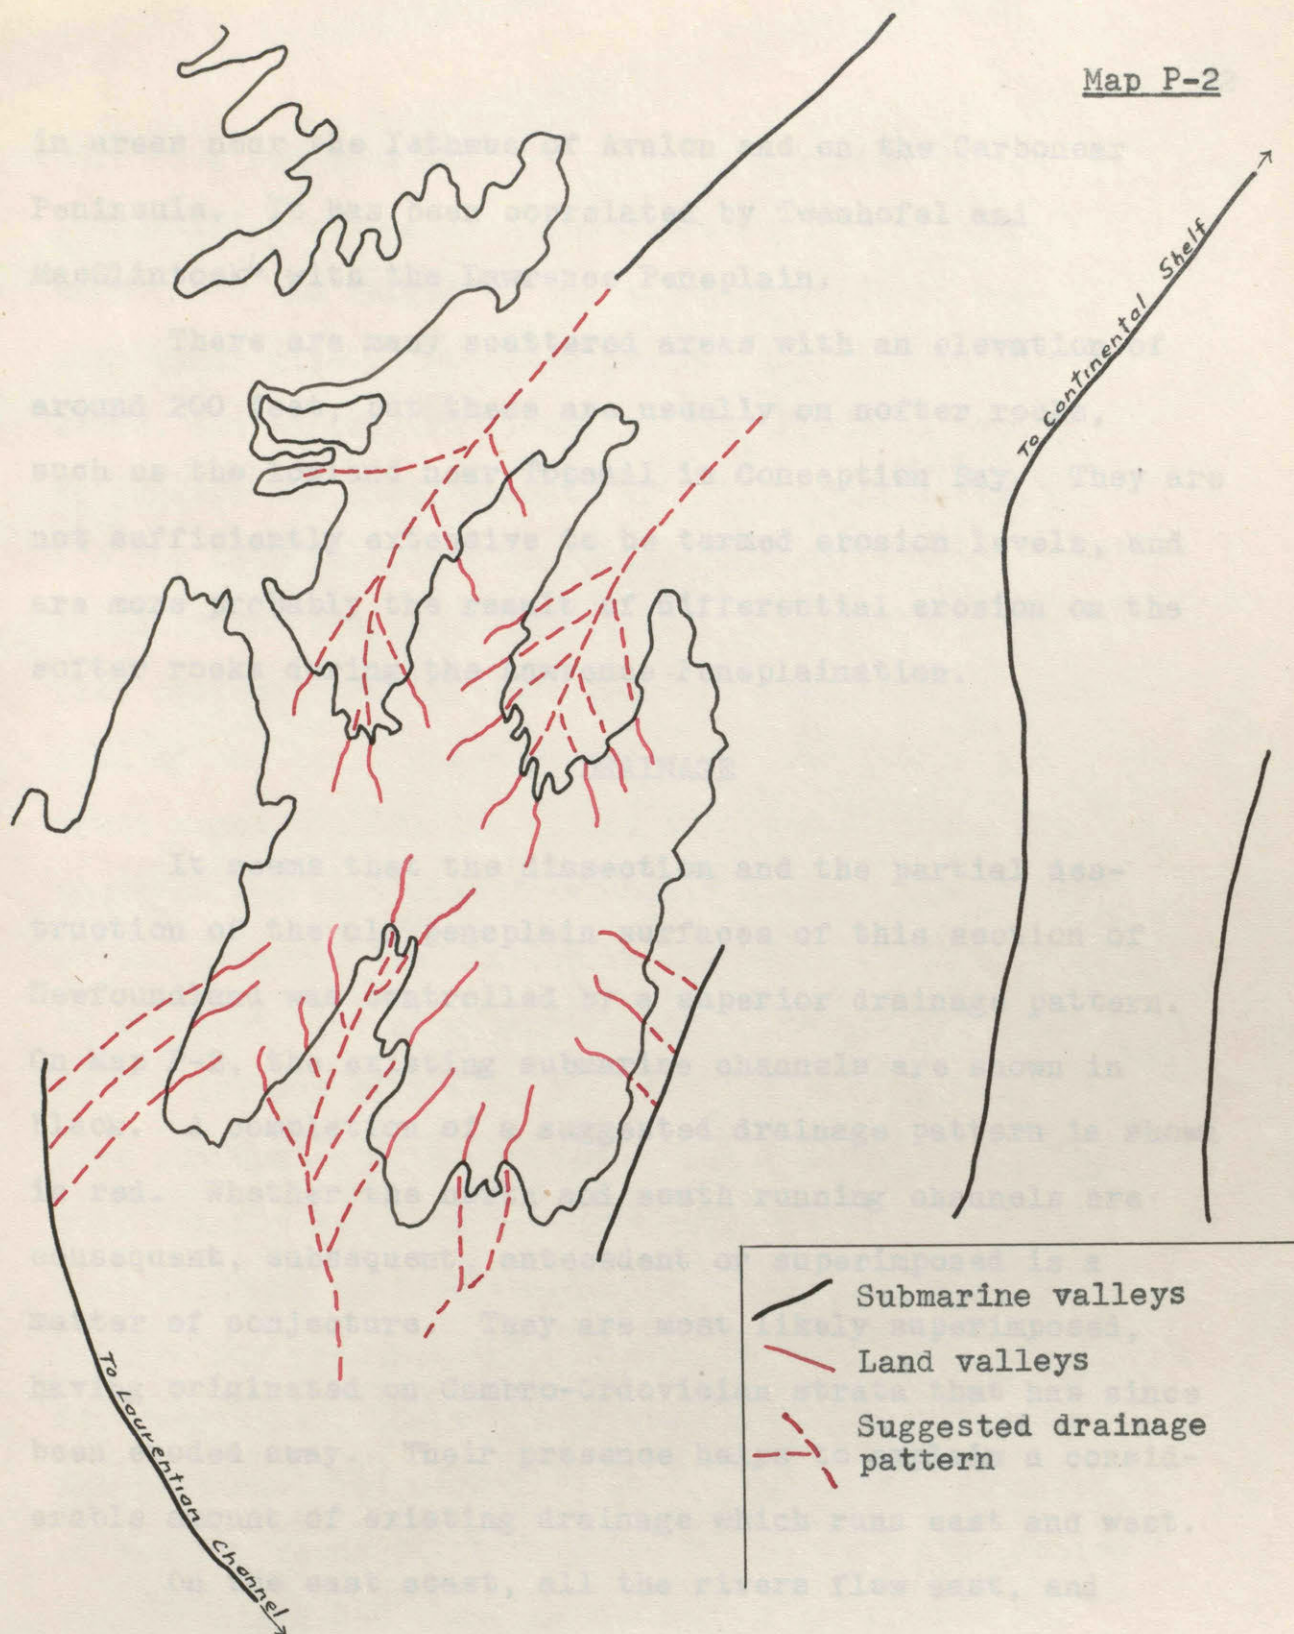 Map P-2
in areas near the Isthmus of Avalon and on the Carbonear
Peninsula. It has been correlated by Twenhofel and
MacClintock with the Lawrence Peneplain.
There are many scattered areas with an elevation of
around 200 feet, but these are usually on softer rocks,
such as the lowland near Topsail in Conception Bay. They are
not sufficiently extensive to be termed erosion levels, and
are more probably the result of differential erosion on the
softer rocks during the Lawrence Peneplaination.
DRAINAGE
It seems that the dissection and the partial des-
truction of the old peneplain surfaces of this section of
Newfoundland was controlled by a superior drainage pattern.
On Map P-2, the existing submarine channels are shown in
black. A completion of a suggested drainage pattern is shown
in red. Whether the north and south running channels are
consequent, subsequent, antecedent or superimposed is a
matter of conjecture. They are most likely superimposed,
having originated on Cambro-Ordovician strata that has since
been eroded away. Their presence helps to explain a consid-
erable amount of existing drainage which runs east and west.
On the east coast, all the rivers flow east, and
To Continental Shelf
To Laurention Channel
Submarine valleys
Land valleys
Suggested drainage
pattern